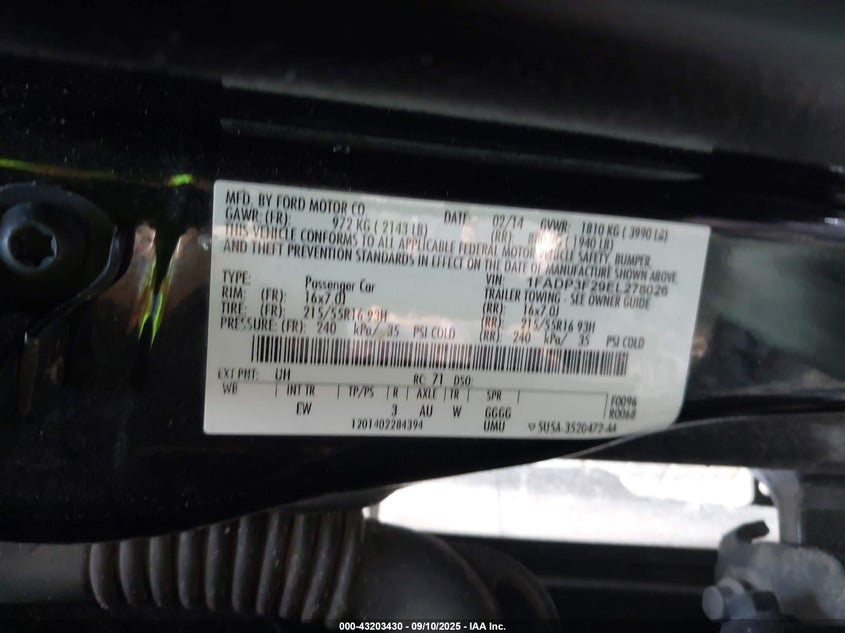 MFD. BY FORD MOTOR CO. DATE: 02/14 GVWR: 1810 KG ( 3990 LB)
GAWR: (FR): 972 KG ( 2143 LB) (RR): (1940 LB)
THIS VEHICLE CONFORMS TO ALL APPLICABLE FEDERAL MOTOR VEHICLE SAFETY, BUMPER,
AND THEFT PREVENTION STANDARDS IN EFFECT ON THE DATE OF MANUFACTURE SHOWN ABOVE.
VIN: 1FADP3F29EL278026
TYPE: Passenger Car TRAILER TOWING - SEE OWNER GUIDE
RIM: (FR): 16x7.0J (RR): 16x7.0J
TIRE: (FR): 215/55R16 93H (RR): 215/55R16 93H
PRESSURE: (FR): 240 kPa/ 35 PSI COLD (RR): 240 kPa/ 35 PSI COLD
EXT PNT: UH RC: 71 DSO:
WB INT TR TP/PS R AXLE TR SPR F0096
EW 3 AU W GGGG R0068
1201402284394 UMU 5U5A-3520472-AA
000-43203430 - 09/10/2025 - IAA Inc.